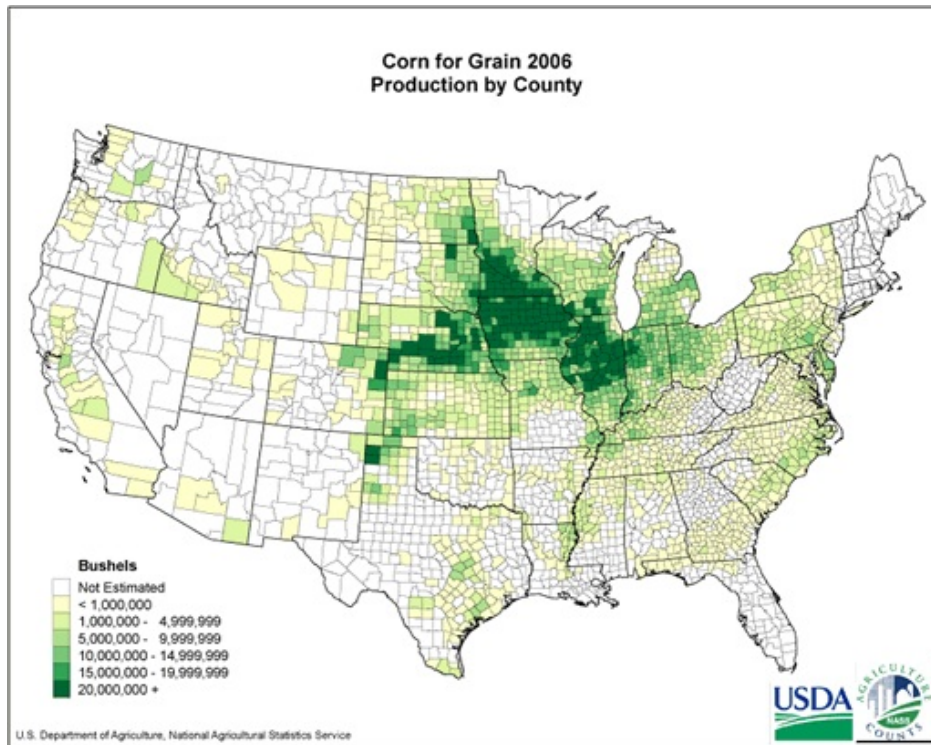 Corn for Grain 2006
Production by County
Bushels
Not Estimated
< 1,000,000
1,000,000 - 4,999,999
5,000,000 - 9,999,999
10,000,000 - 14,999,999
15,000,000 - 19,999,999
20,000,000 +
U.S. Department of Agriculture, National Agricultural Statistics Service
USDA
AGRICULTURE
NASS
COUNTS